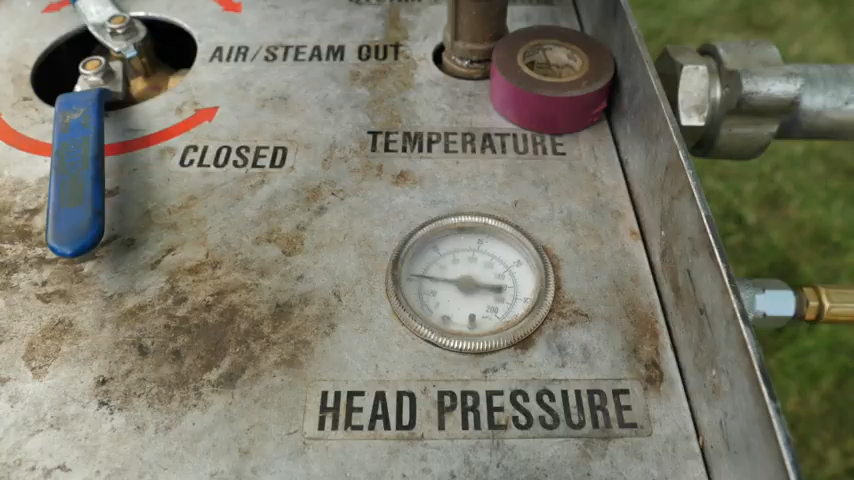 AIR/STEAM OUT
CLOSED
TEMPERATURE
HEAD PRESSURE